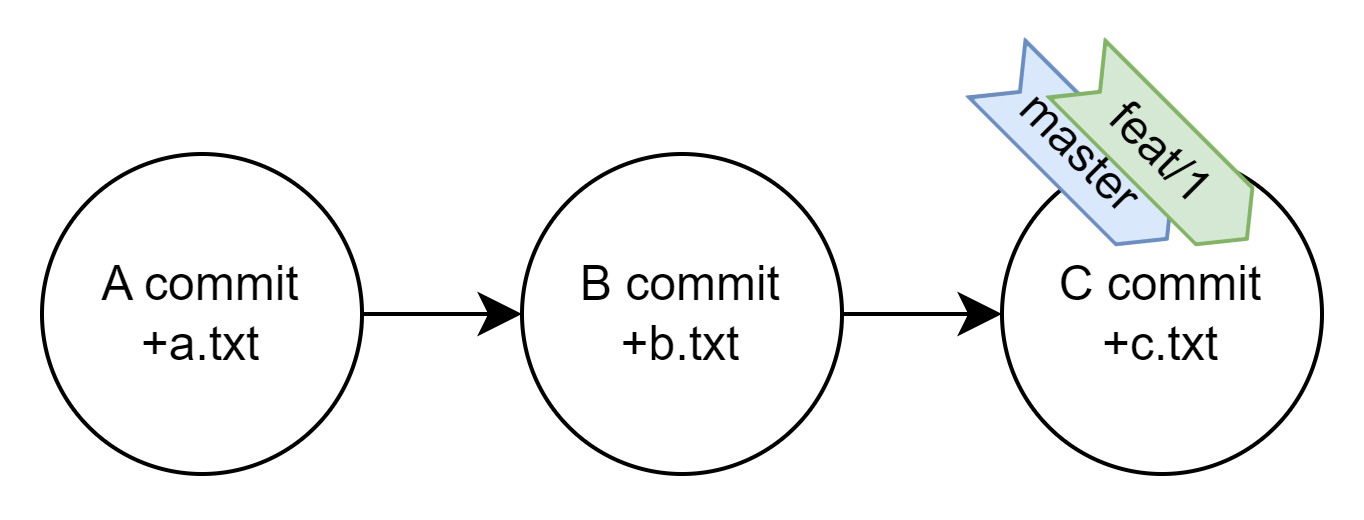 master
feat/1
A commit
+a.txt
B commit
+b.txt
C commit
+c.txt